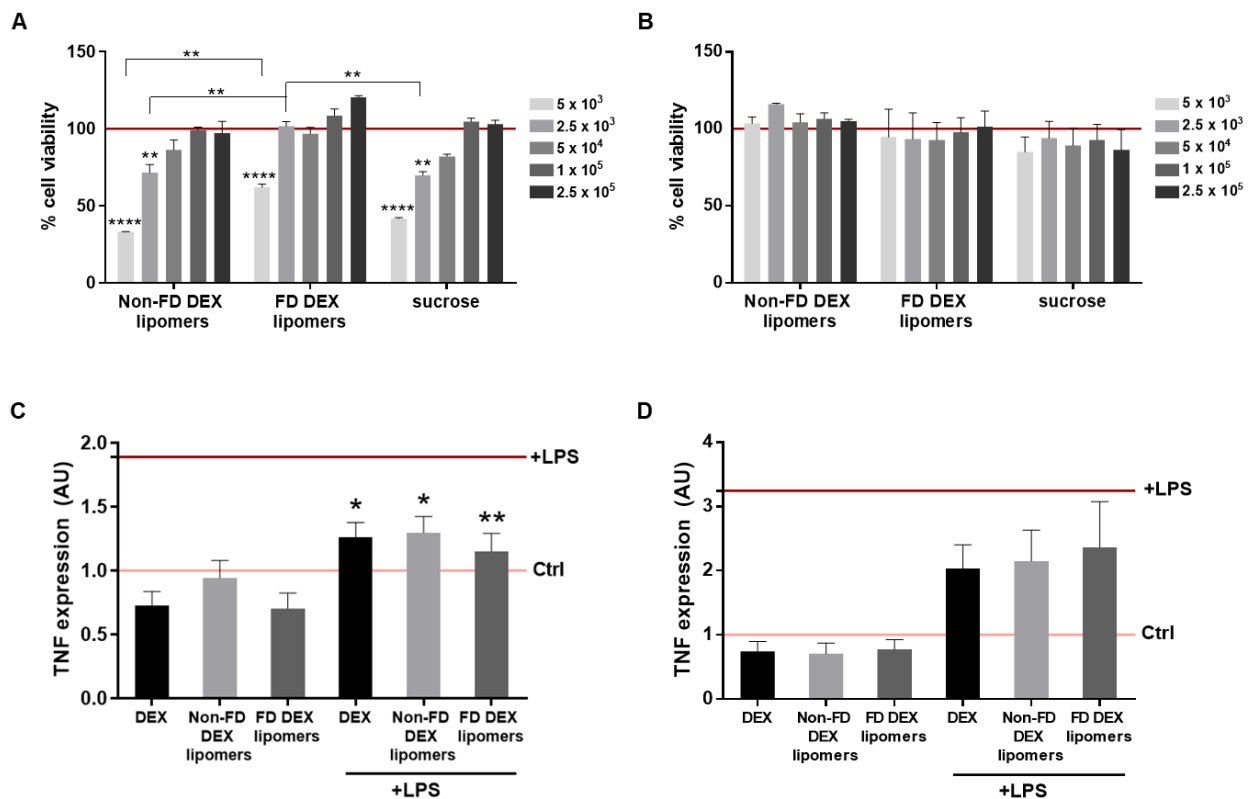 A
150
100
50
0
% cell viability
**
**
**
****
**
****
****
**
Non-FD DEX
lipomers
FD DEX
lipomers
sucrose
5 x 10³
2.5 x 10³
5 x 10⁴
1 x 10⁵
2.5 x 10⁵
B
150
100
50
0
% cell viability
Non-FD DEX
lipomers
FD DEX
lipomers
sucrose
5 x 10³
2.5 x 10³
5 x 10⁴
1 x 10⁵
2.5 x 10⁵
C
2.0
1.5
1.0
0.5
0.0
TNF expression (AU)
+LPS
Ctrl
*
*
**
DEX
Non-FD
DEX
lipomers
FD DEX
lipomers
DEX
Non-FD
DEX
lipomers
FD DEX
lipomers
+LPS
D
4
3
2
1
0
TNF expression (AU)
+LPS
Ctrl
DEX
Non-FD
DEX
lipomers
FD DEX
lipomers
DEX
Non-FD
DEX
lipomers
FD DEX
lipomers
+LPS